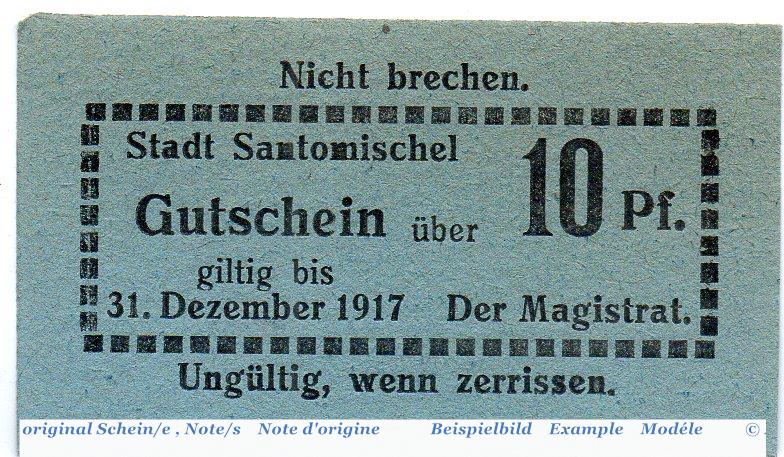 Nicht brechen.
Stadt Santomischel
Gutschein über 10 Pf.
giltig bis
31. Dezember 1917 Der Magistrat.
Ungültig, wenn zerrissen.
original Schein/e , Note/s Note d'origine Beispielbild Example Modéle ©